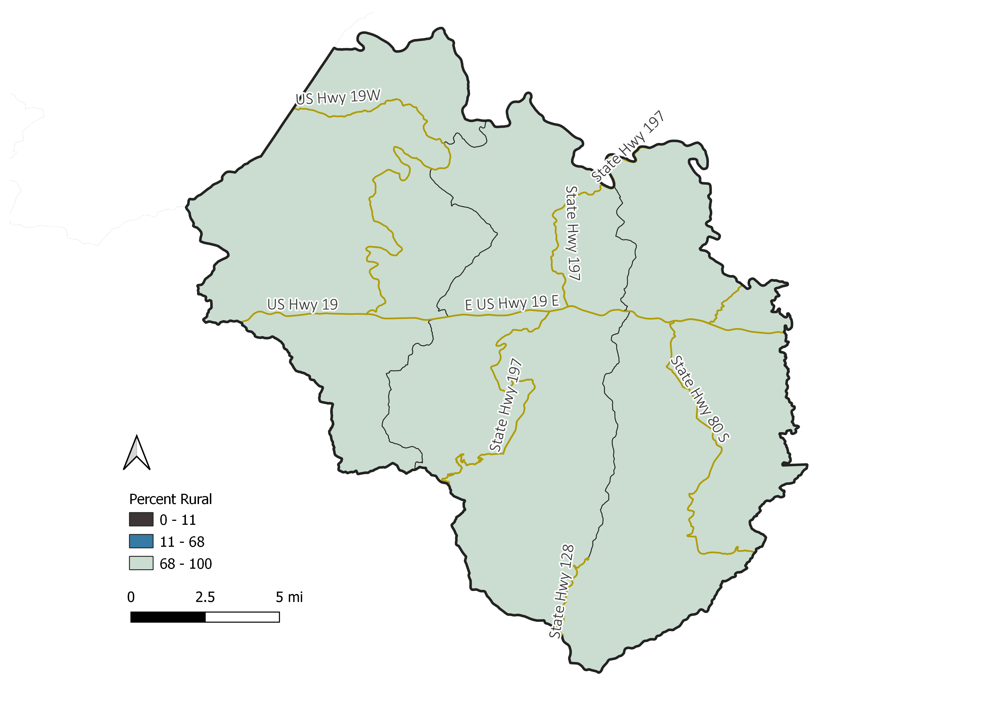 US Hwy 19W
State Hwy 197
State Hwy 197
US Hwy 19
E US Hwy 19 E
State Hwy 197
State Hwy 80 S
State Hwy 128
Percent Rural
0 - 11
11 - 68
68 - 100
0 2.5 5 mi